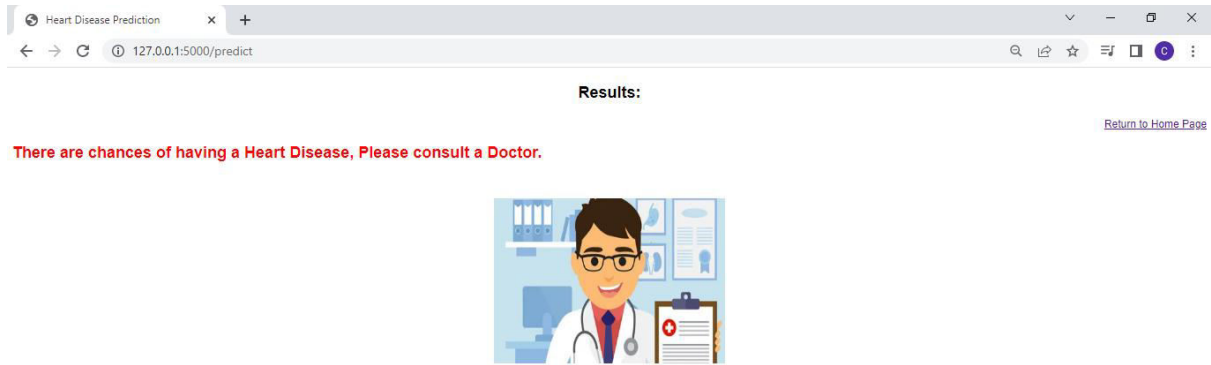 Heart Disease Prediction
127.0.0.1:5000/predict
C
Results:
Return to Home Page
There are chances of having a Heart Disease, Please consult a Doctor.